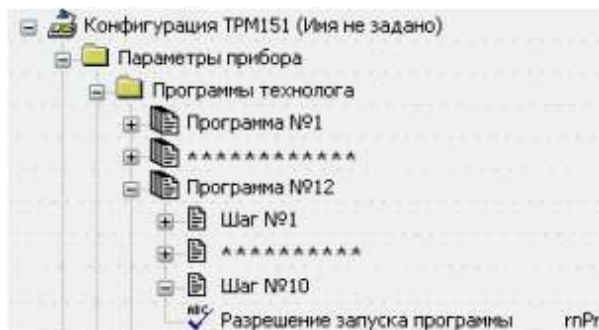 Конфигурация ТРМ151 (Имя не задано)
Параметры прибора
Программы технолога
Программа №1
************
Программа №12
Шаг №1
**********
Шаг №10
ABC Разрешение запуска программы rnPr